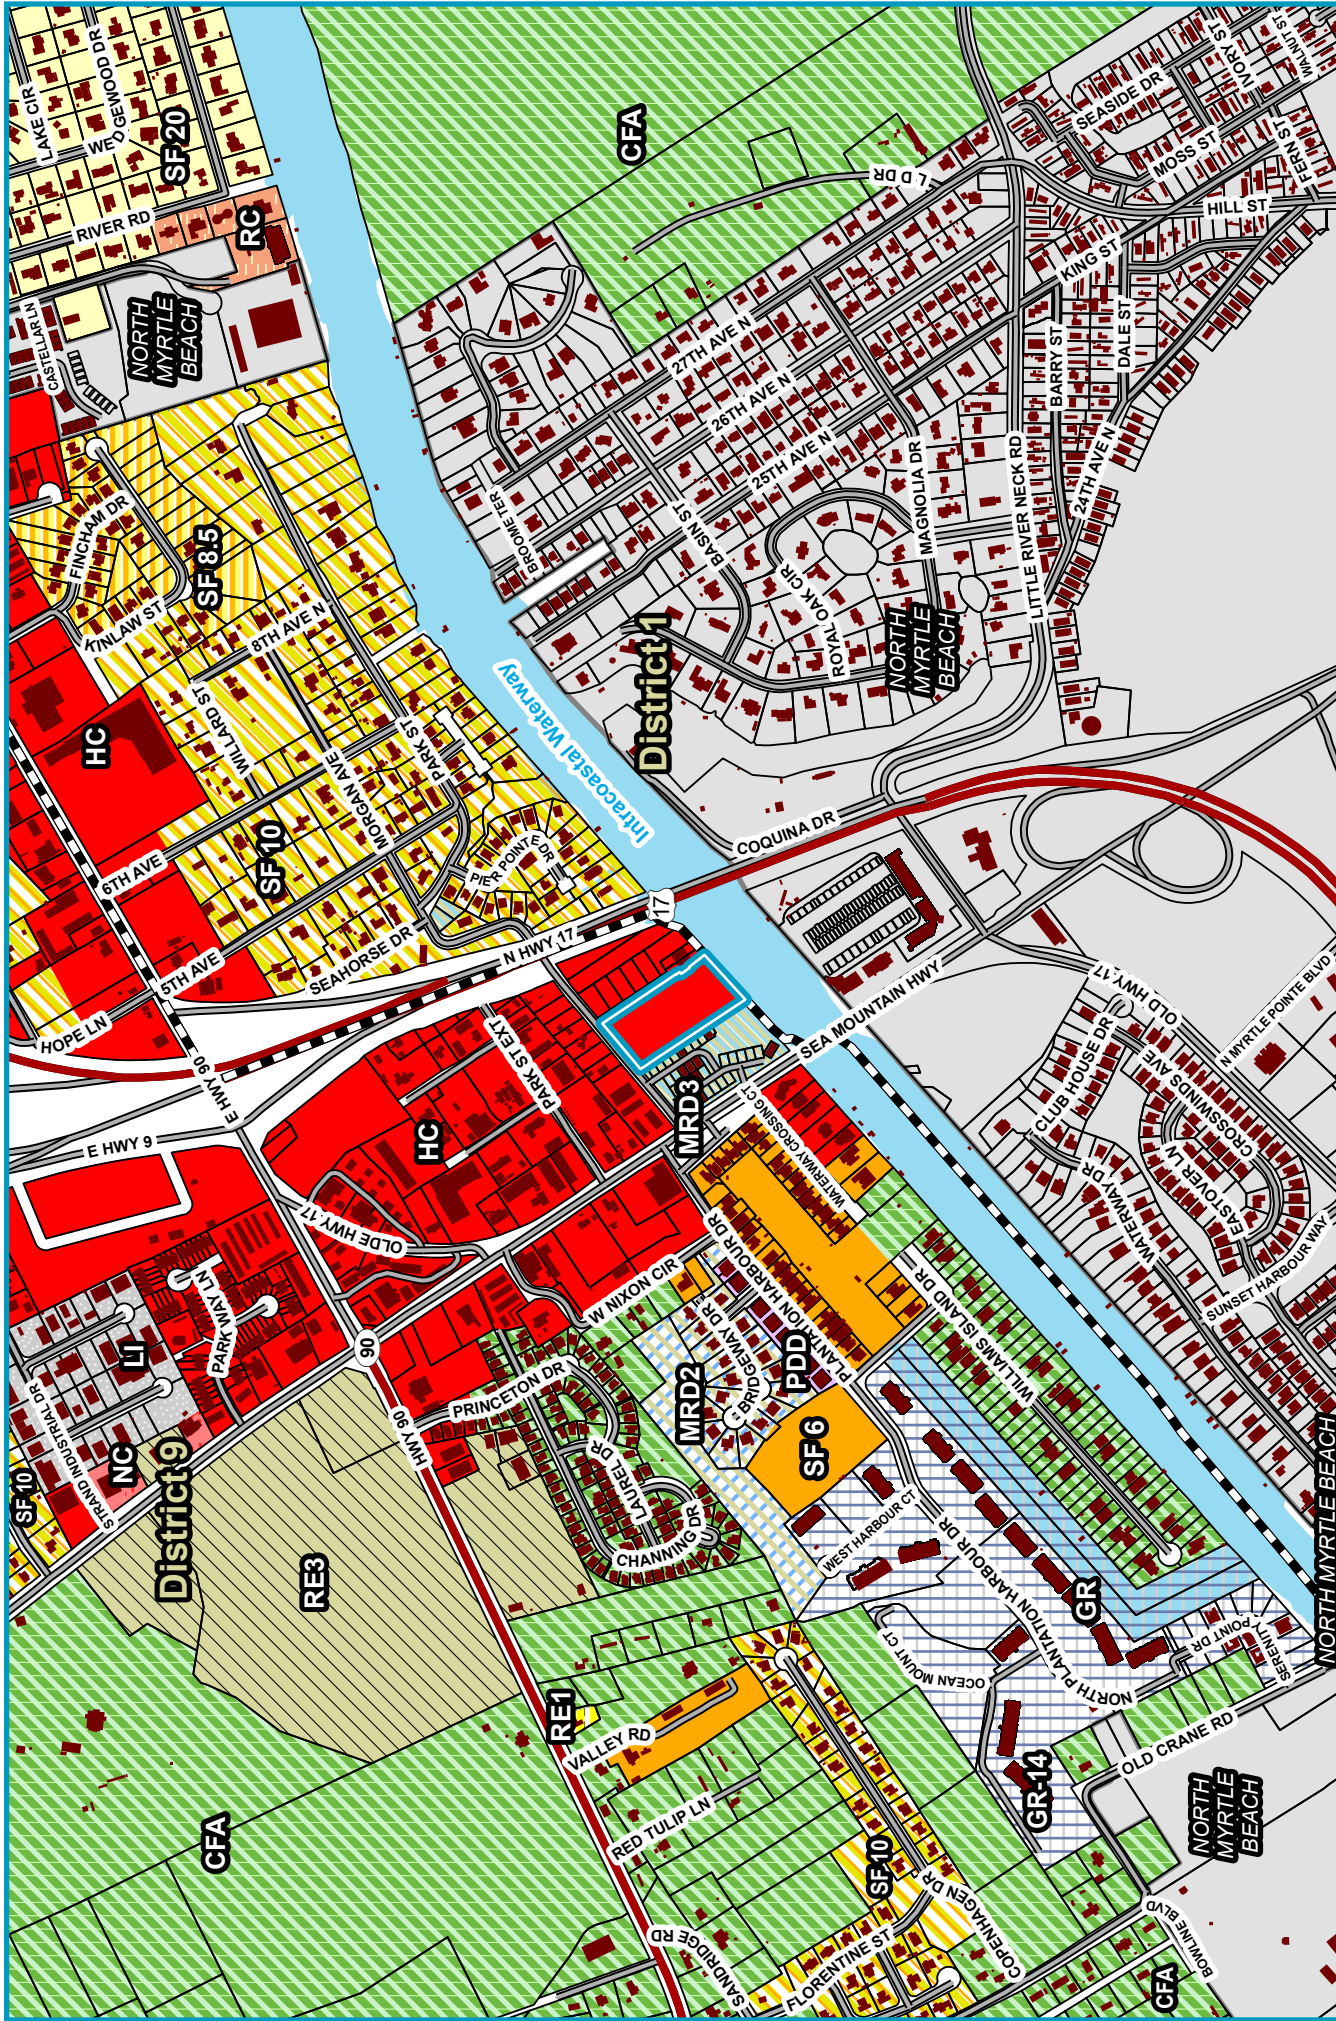 LAKE CIR
WEDGEWOOD DR
SF 20
RIVER RD
RC
CFA
L D DR
SEASIDE DR
IVORY ST
WALNUT ST
MOSS ST
FERN ST
HILL ST
KING ST
CASTELLAR LN
NORTH
MYRTLE
BEACH
27TH AVE N
26TH AVE N
25TH AVE N
BARRY ST
DALE ST
24TH AVE N
MAGNOLIA DR
LITTLE RIVER NECK RD
BROOMETER
BASIN ST
ROYAL OAK CIR
NORTH
MYRTLE
BEACH
FINCHAM DR
SF 8.5
KINLAW ST
8TH AVE N
WILLARD ST
HC
PARK ST
MORGAN AVE
Intracoastal Waterway
District 1
6TH AVE
SF 10
PIER POINTE DR
COQUINA DR
17
5TH AVE
SEAHORSE DR
N HWY 17
HOPE LN
SEA MOUNTAIN HWY
OLD HWY 17
N MYRTLE POINTE BLVD
E HWY 90
E HWY 9
PARK ST EXT
HC
MRD3
WATERWAY CROSSING CT
CLUB HOUSE DR
CROSSWINDS AVE
EASTOVER LN
WATERWAY DR
SUNSET HARBOUR WAY
OLDE HWY 17
W NIXON CIR
PLANTATION HARBOUR DR
WILLIAMS ISLAND DR
PARKWAY LN
LI
90
STRAND INDUSTRIAL DR
NC
SF 10
District 9
HWY 90
PRINCETON DR
MRD2
BRIDGEWAY DR
PDD
SF 6
LAUREL DR
CHANNING DR
WEST HARBOUR CT
RE3
NORTH PLANTATION HARBOUR DR
GR
NORTH MYRTLE BEACH
OCEAN MOUNT CT
SERENITY POINT DR
RE1
VALLEY RD
OLD CRANE RD
GR-14
CFA
RED TULIP LN
NORTH
MYRTLE
BEACH
SF 10
COPENHAGEN DR
FLORENTINE ST
SANDRIDGE RD
BOWLINE BLVD
CFA